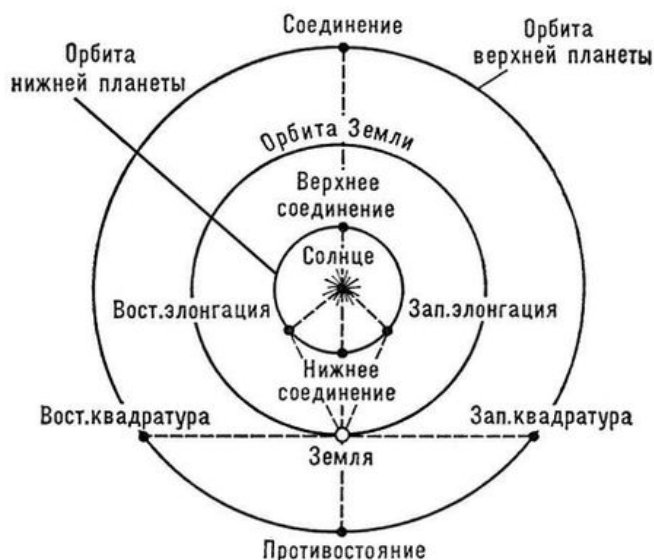 Соединение
Орбита
нижней планеты
Орбита
верхней планеты
Орбита Земли
Верхнее
соединение
Солнце
Вост.элонгация
Зап.элонгация
Нижнее
соединение
Вост.квадратура
Зап.квадратура
Земля
Противостояние